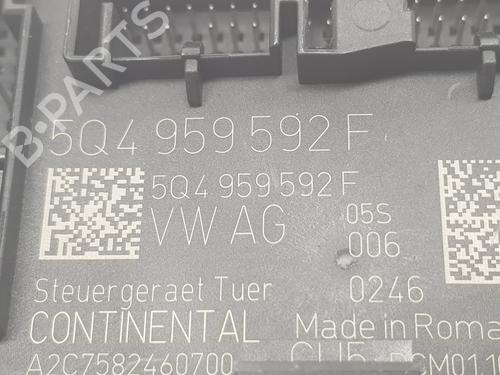 B-PARTS
5Q4 959 592 F
5Q4 959 592 F
VW AG
05S
006
Steuergeraet Tuer
0246
CONTINENTAL
Made in Roma
A2C7582460700